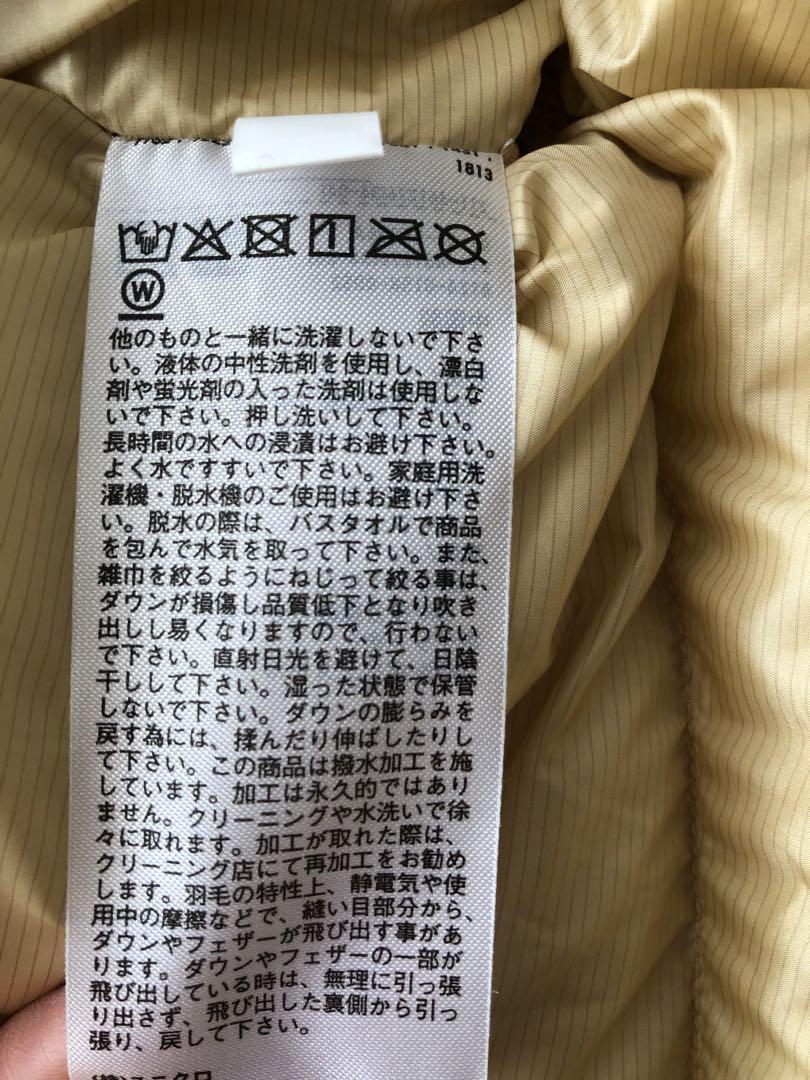 1813
W
他のものと一緒に洗濯しないで下さ
い。液体の中性洗剤を使用し、漂白
剤や蛍光剤の入った洗剤は使用しな
いで下さい。押し洗いして下さい。
長時間の水への浸漬はお避け下さい。
よく水ですすいで下さい。家庭用洗
濯機・脱水機のご使用はお避け下さ
い。脱水の際は、バスタオルで商品
を包んで水気を取って下さい。また、
雑巾を絞るようにねじって絞る事は、
ダウンが損傷し品質低下となり吹き
出しし易くなりますので、行わない
で下さい。直射日光を避けて、日陰
干しして下さい。湿った状態で保管
しないで下さい。ダウンの膨らみを
戻す為には、揉んだり伸ばしたりし
て下さい。この商品は撥水加工を施
しています。加工は永久的ではあり
ません。クリーニングや水洗いで徐
々に取れます。加工が取れた際は、
クリーニング店にて再加工をお勧め
します。羽毛の特性上、静電気や使
用中の摩擦などで、縫い目部分から、
ダウンやフェザーが飛び出す事があ
ります。ダウンやフェザーの一部が
飛び出している時は、無理に引っ張
り出さず、飛び出した裏側から引っ
張り、戻して下さい。